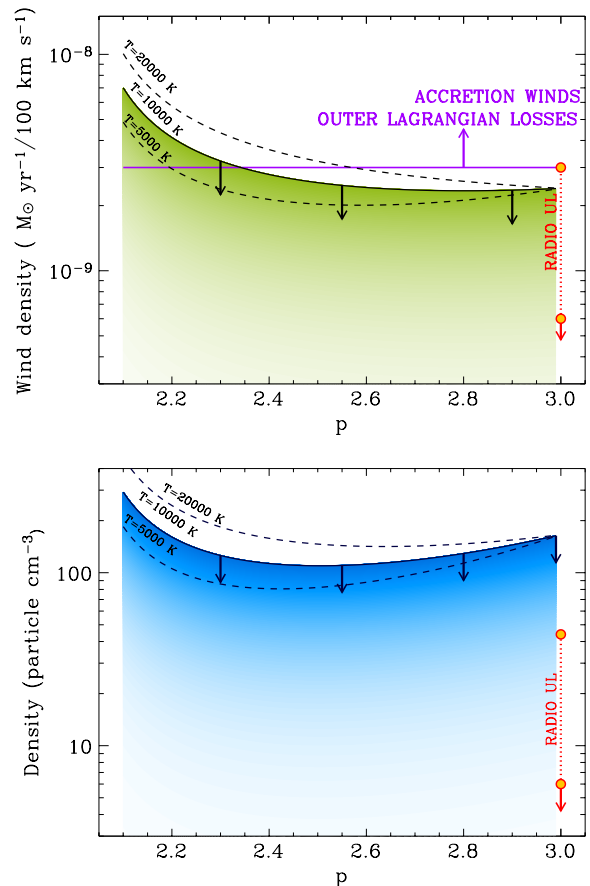 Wind density ( M⊙ yr⁻¹/100 km s⁻¹)
10⁻⁸
10⁻⁹
T=20000 K
T=10000 K
T=5000 K
ACCRETION WINDS
OUTER LAGRANGIAN LOSSES
RADIO UL
2.2 2.4 2.6 2.8 3.0
p
Density (particle cm⁻³)
100
10
T=20000 K
T=10000 K
T=5000 K
RADIO UL
2.2 2.4 2.6 2.8 3.0
p